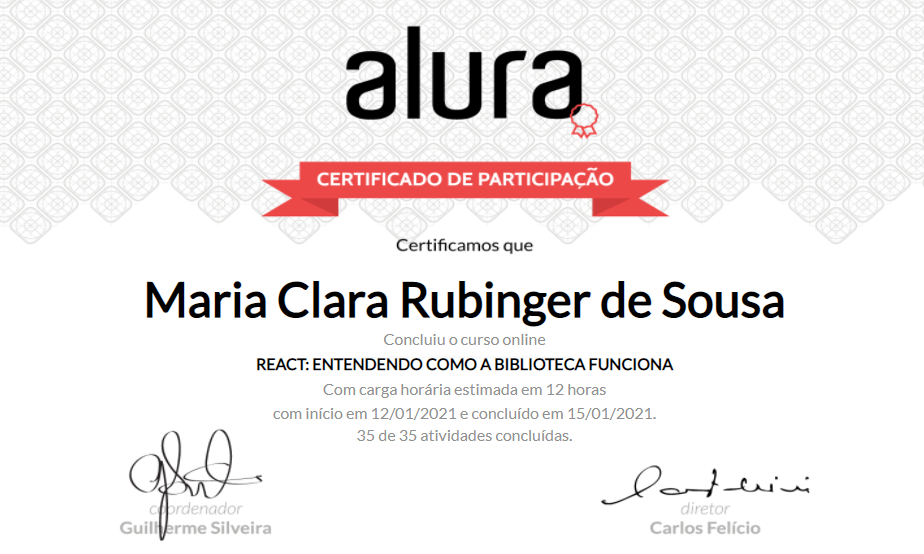 alura
CERTIFICADO DE PARTICIPAÇÃO
Certificamos que
Maria Clara Rubinger de Sousa
Concluiu o curso online
REACT: ENTENDENDO COMO A BIBLIOTECA FUNCIONA
Com carga horária estimada em 12 horas
com início em 12/01/2021 e concluído em 15/01/2021.
35 de 35 atividades concluídas.
coordenador
Guilherme Silveira
diretor
Carlos Felício